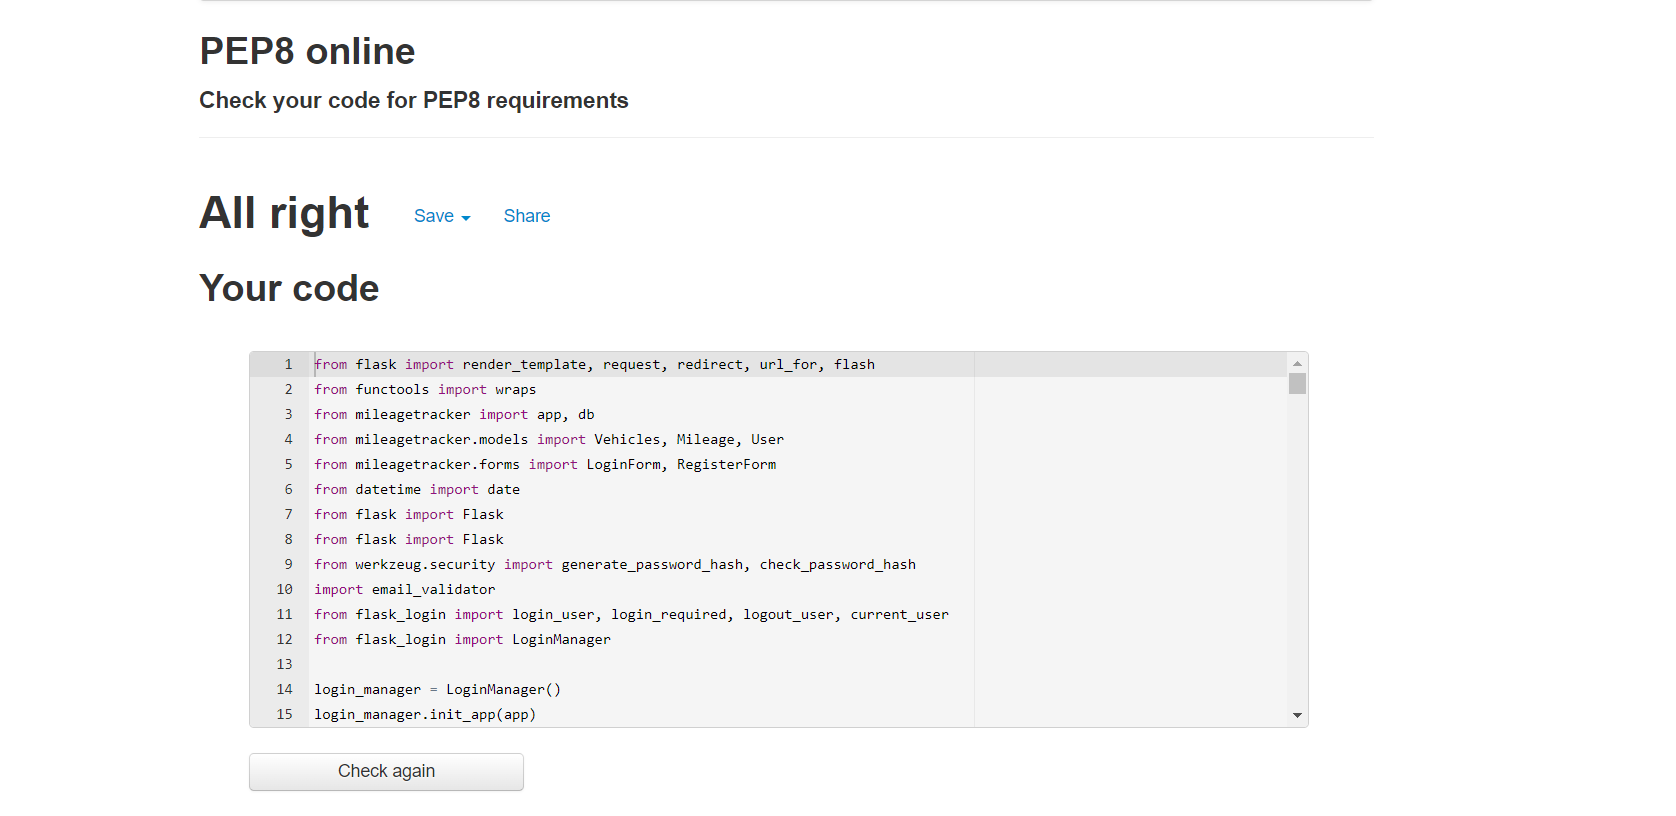 PEP8 online
Check your code for PEP8 requirements
All right Save Share
Your code
1 from flask import render_template, request, redirect, url_for, flash
2 from functools import wraps
3 from mileagetracker import app, db
4 from mileagetracker.models import Vehicles, Mileage, User
5 from mileagetracker.forms import LoginForm, RegisterForm
6 from datetime import date
7 from flask import Flask
8 from flask import Flask
9 from werkzeug.security import generate_password_hash, check_password_hash
10 import email_validator
11 from flask_login import login_user, login_required, logout_user, current_user
12 from flask_login import LoginManager
13
14 login_manager = LoginManager()
15 login_manager.init_app(app)
Check again